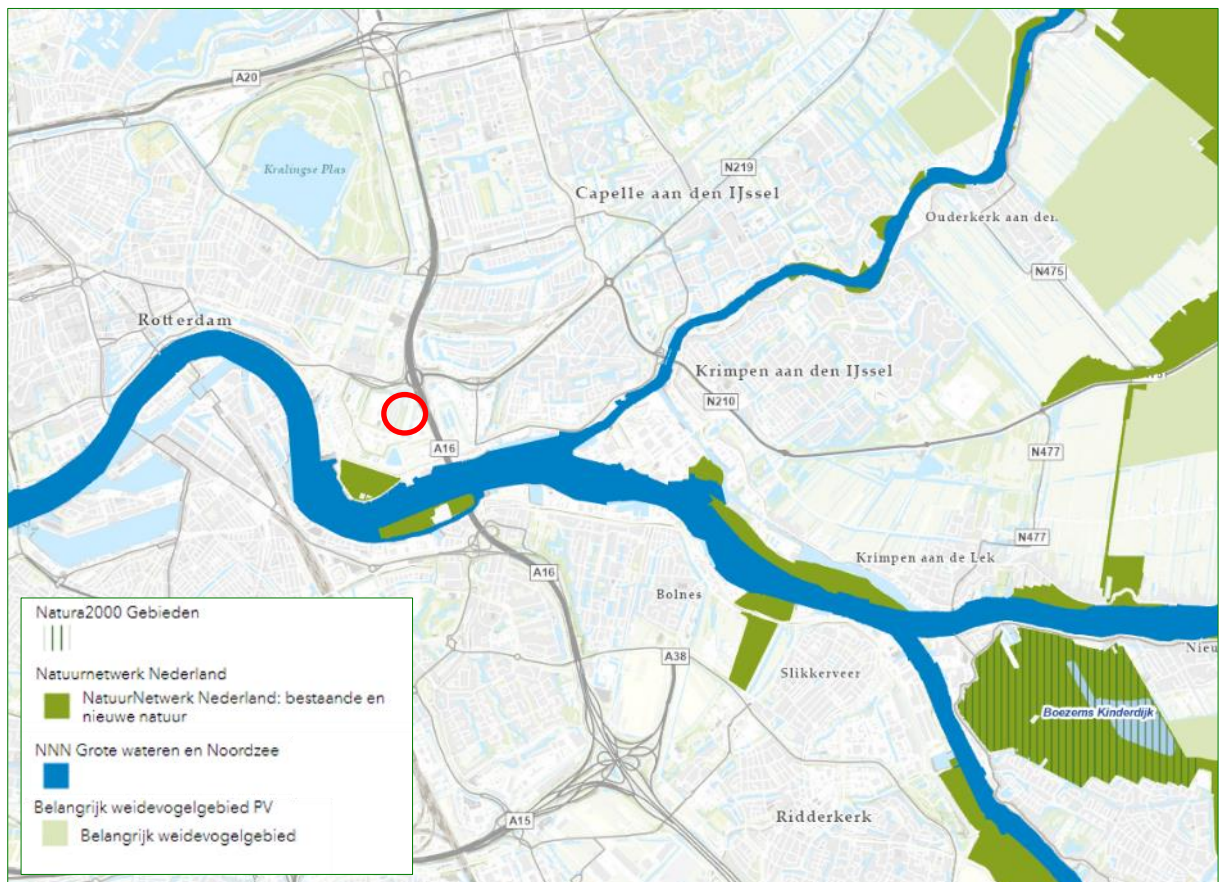 A20
Kralingse Plas
N219
Capelle aan den IJssel
Ouderkerk aan den
N475
Rotterdam
Krimpen aan den IJssel
N210
A16
N477
N477
Krimpen aan de Lek
A16
Bolnes
A38
Slikkerveer
Nieu
Boezems Kinderdijk
Ridderkerk
A15
Natura2000 Gebieden
Natuurnetwerk Nederland
NatuurNetwerk Nederland: bestaande en
nieuwe natuur
NNN Grote wateren en Noordzee
Belangrijk weidevogelgebied PV
Belangrijk weidevogelgebied